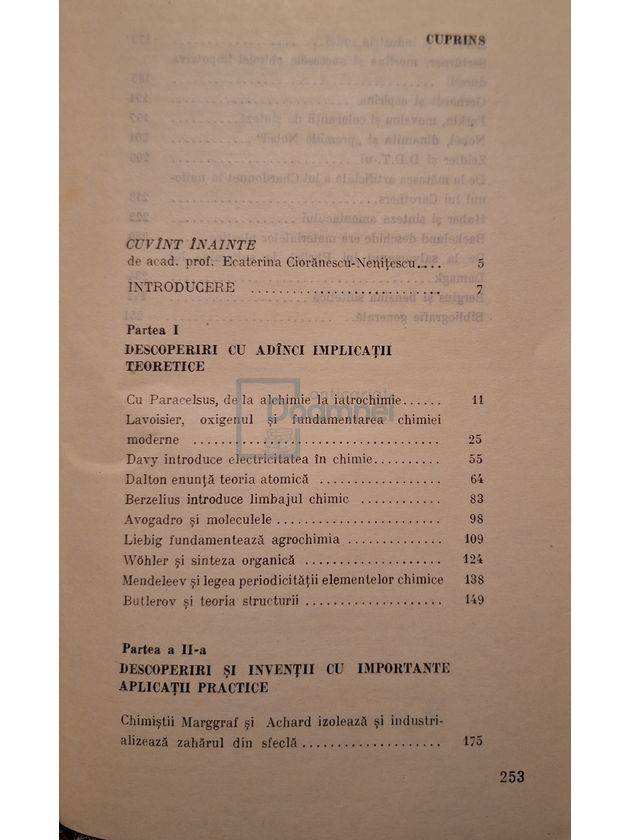 CUPRINS
CUVÎNT ÎNAINTE
de acad. prof. Ecaterina Ciorănescu-Nenițescu.... 5
INTRODUCERE .............................. 7
Partea I
DESCOPERIRI CU ADÎNCI IMPLICAȚII
TEORETICE
Cu Paracelsus, de la alchimie la iatrochimie...... 11
Lavoisier, oxigenul și fundamentarea chimiei
moderne .................................... 25
Davy introduce electricitatea în chimie.......... 55
Dalton enunță teoria atomică .................. 64
Berzelius introduce limbajul chimic ............ 83
Avogadro și moleculele ........................ 98
Liebig fundamentează agrochimia .............. 109
Wöhler și sinteza organică .................... 124
Mendeleev și legea periodicității elementelor chimice 138
Butlerov și teoria structurii .................... 149
Partea a II-a
DESCOPERIRI ȘI INVENȚII CU IMPORTANTE
APLICAȚII PRACTICE
Chimiștii Marggraf și Achard izolează și industri-
alizează zahărul din sfeclă .................... 175
253